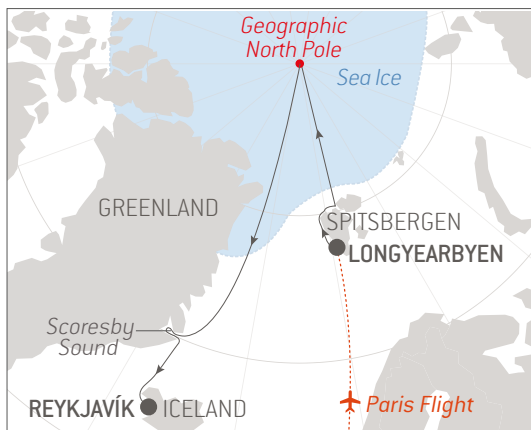 Geographic
North Pole
Sea Ice
GREENLAND
SPITSBERGEN
LONGYEARBYEN
Scoresby
Sound
REYKJAVÍK ICELAND
Paris Flight